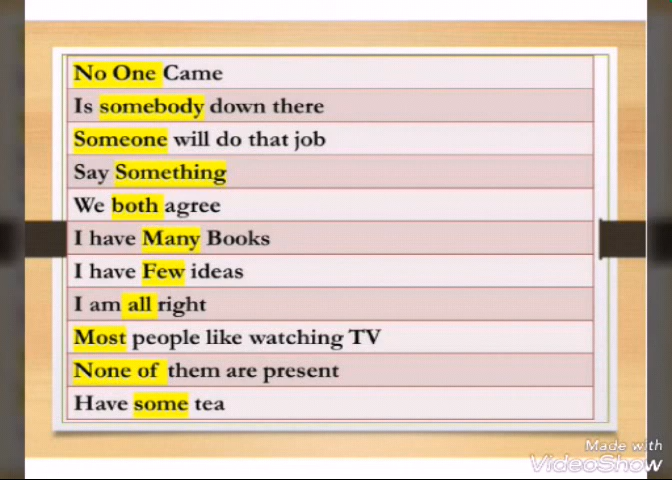 No One Came
Is somebody down there
Someone will do that job
Say Something
We both agree
I have Many Books
I have Few ideas
I am all right
Most people like watching TV
None of them are present
Have some tea
Made with
VideoShow